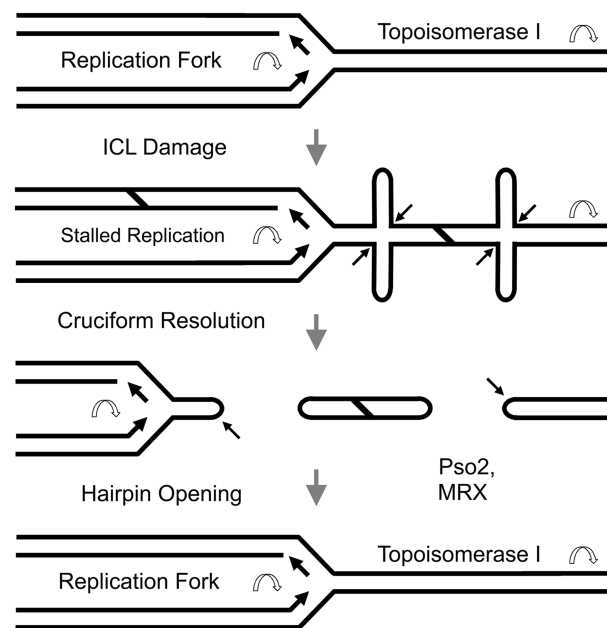 Topoisomerase I
Replication Fork
ICL Damage
Stalled Replication
Cruciform Resolution
Pso2,
MRX
Hairpin Opening
Topoisomerase I
Replication Fork